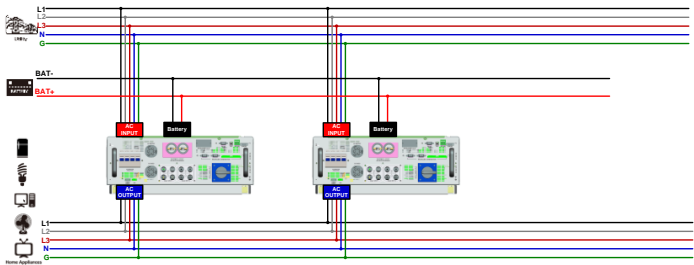 L1
L2
L3
N
G
Utility
BAT-
BATTERY
BAT+
AC
INPUT
Battery
AC
INPUT
Battery
AC
OUTPUT
AC
OUTPUT
L1
L2
L3
N
G
Home Appliances